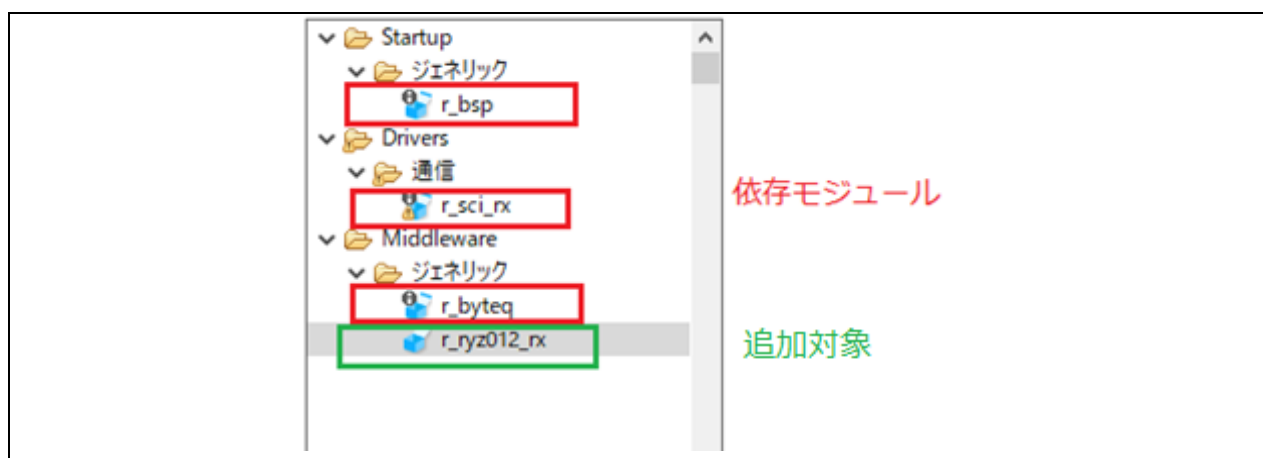 Startup
ジェネリック
r_bsp
Drivers
通信
r_sci_rx
依存モジュール
Middleware
ジェネリック
r_byteq
r_ryz012_rx
追加対象